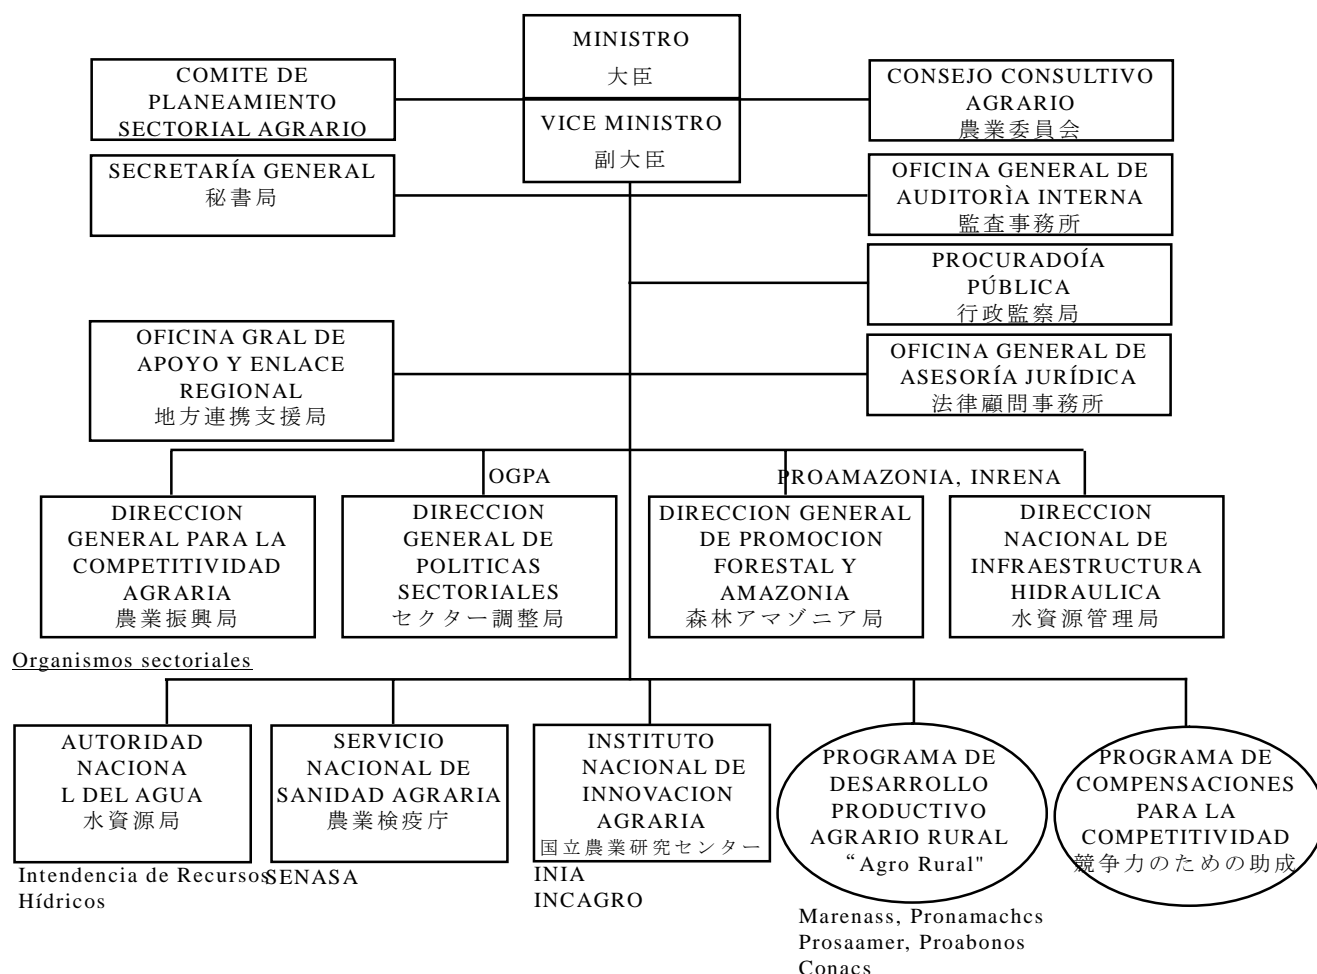 MINISTRO
大臣
VICE MINISTRO
副大臣
COMITE DE
PLANEAMIENTO
SECTORIAL AGRARIO
CONSEJO CONSULTIVO
AGRARIO
農業委員会
SECRETARÍA GENERAL
秘書局
OFICINA GENERAL DE
AUDITORÌA INTERNA
監査事務所
PROCURADOÍA
PÚBLICA
行政監察局
OFICINA GRAL DE
APOYO Y ENLACE
REGIONAL
地方連携支援局
OFICINA GENERAL DE
ASESORÍA JURÍDICA
法律顧問事務所
OGPA
PROAMAZONIA, INRENA
DIRECCION
GENERAL PARA LA
COMPETITIVIDAD
AGRARIA
農業振興局
DIRECCION
GENERAL DE
POLITICAS
SECTORIALES
セクター調整局
DIRECCION GENERAL
DE PROMOCION
FORESTAL Y
AMAZONIA
森林アマゾニア局
DIRECCION
NACIONAL DE
INFRAESTRUCTURA
HIDRAULICA
水資源管理局
Organismos sectoriales
AUTORIDAD
NACIONA
L DEL AGUA
水資源局
Intendencia de Recursos
Hídricos
SERVICIO
NACIONAL DE
SANIDAD AGRARIA
農業検疫庁
SENASA
INSTITUTO
NACIONAL DE
INNOVACION
AGRARIA
国立農業研究センター
INIA
INCAGRO
PROGRAMA DE
DESARROLLO
PRODUCTIVO
AGRARIO RURAL
“Agro Rural"
Marenass, Pronamachcs
Prosaamer, Proabonos
Conacs
PROGRAMA DE
COMPENSACIONES
PARA LA
COMPETITIVIDAD
競争力のための助成